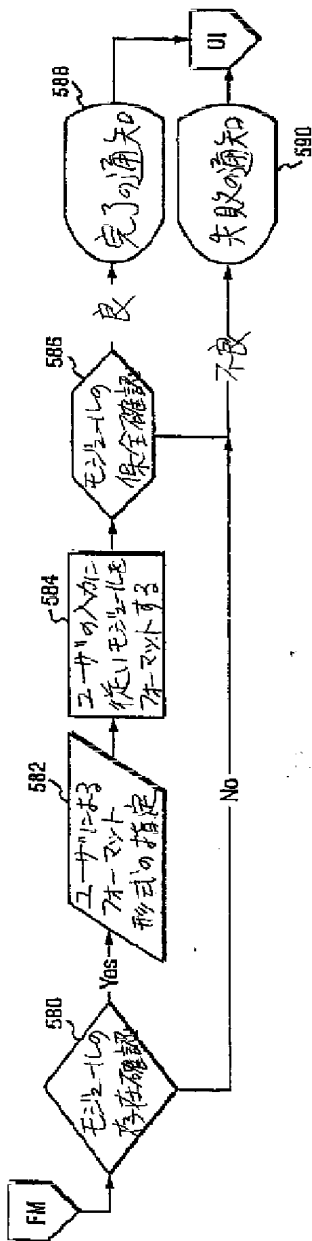 FM
580
モジュールの
存在確認
Yes
No
582
ユーザによる
フォーマット
形式の指定
584
ユーザの入力に
従いモジュールを
フォーマットする
586
モジュールの
保全確認
良
不良
588
完了の通知
590
失敗の通知
DI